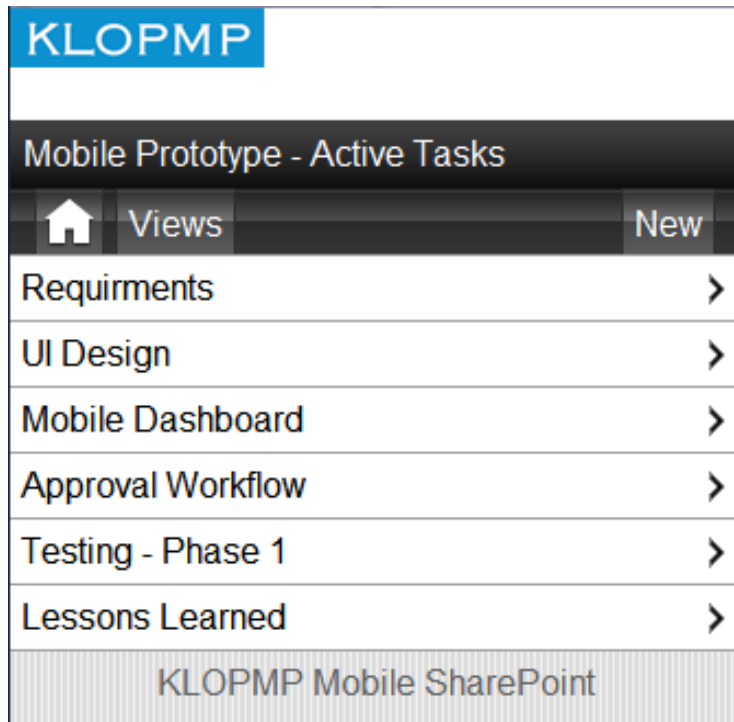 KLOPMP
Mobile Prototype - Active Tasks
Views New
Requirments
UI Design
Mobile Dashboard
Approval Workflow
Testing - Phase 1
Lessons Learned
KLOPMP Mobile SharePoint